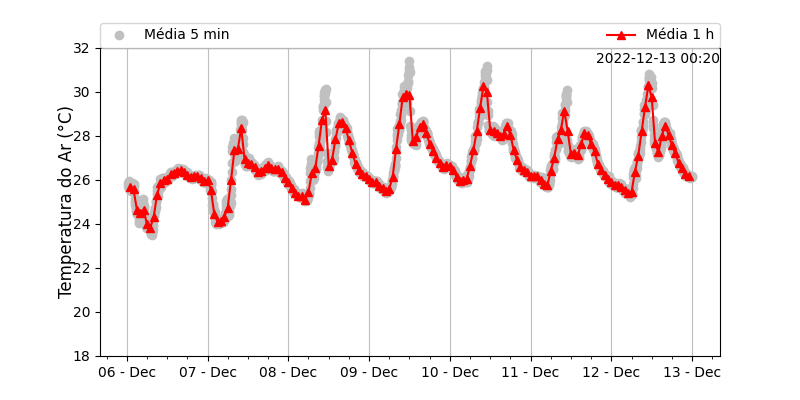 Média 5 min
Média 1 h
2022-12-13 00:20
Temperatura do Ar (°C)
32
30
28
26
24
22
20
18
06 - Dec
07 - Dec
08 - Dec
09 - Dec
10 - Dec
11 - Dec
12 - Dec
13 - Dec